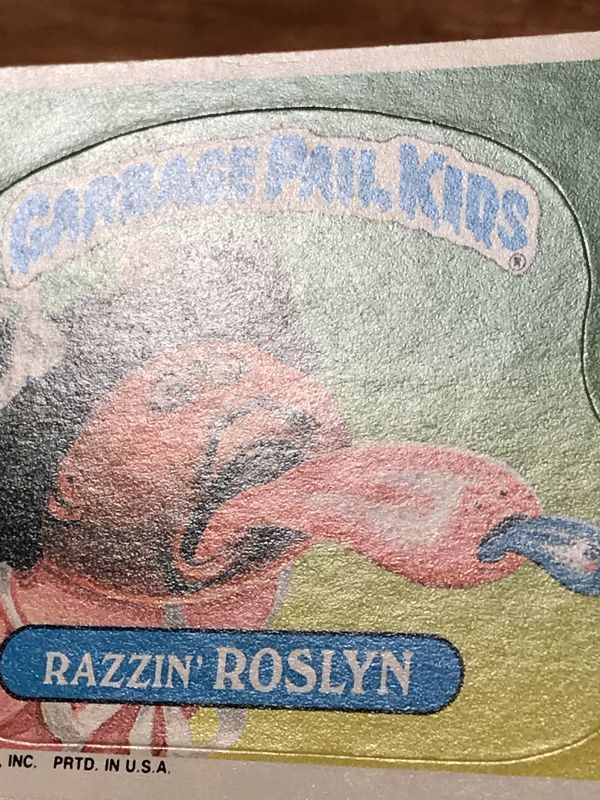 GARBAGE PAIL KIDS®
RAZZIN' ROSLYN
, INC. PRTD. IN U.S.A.